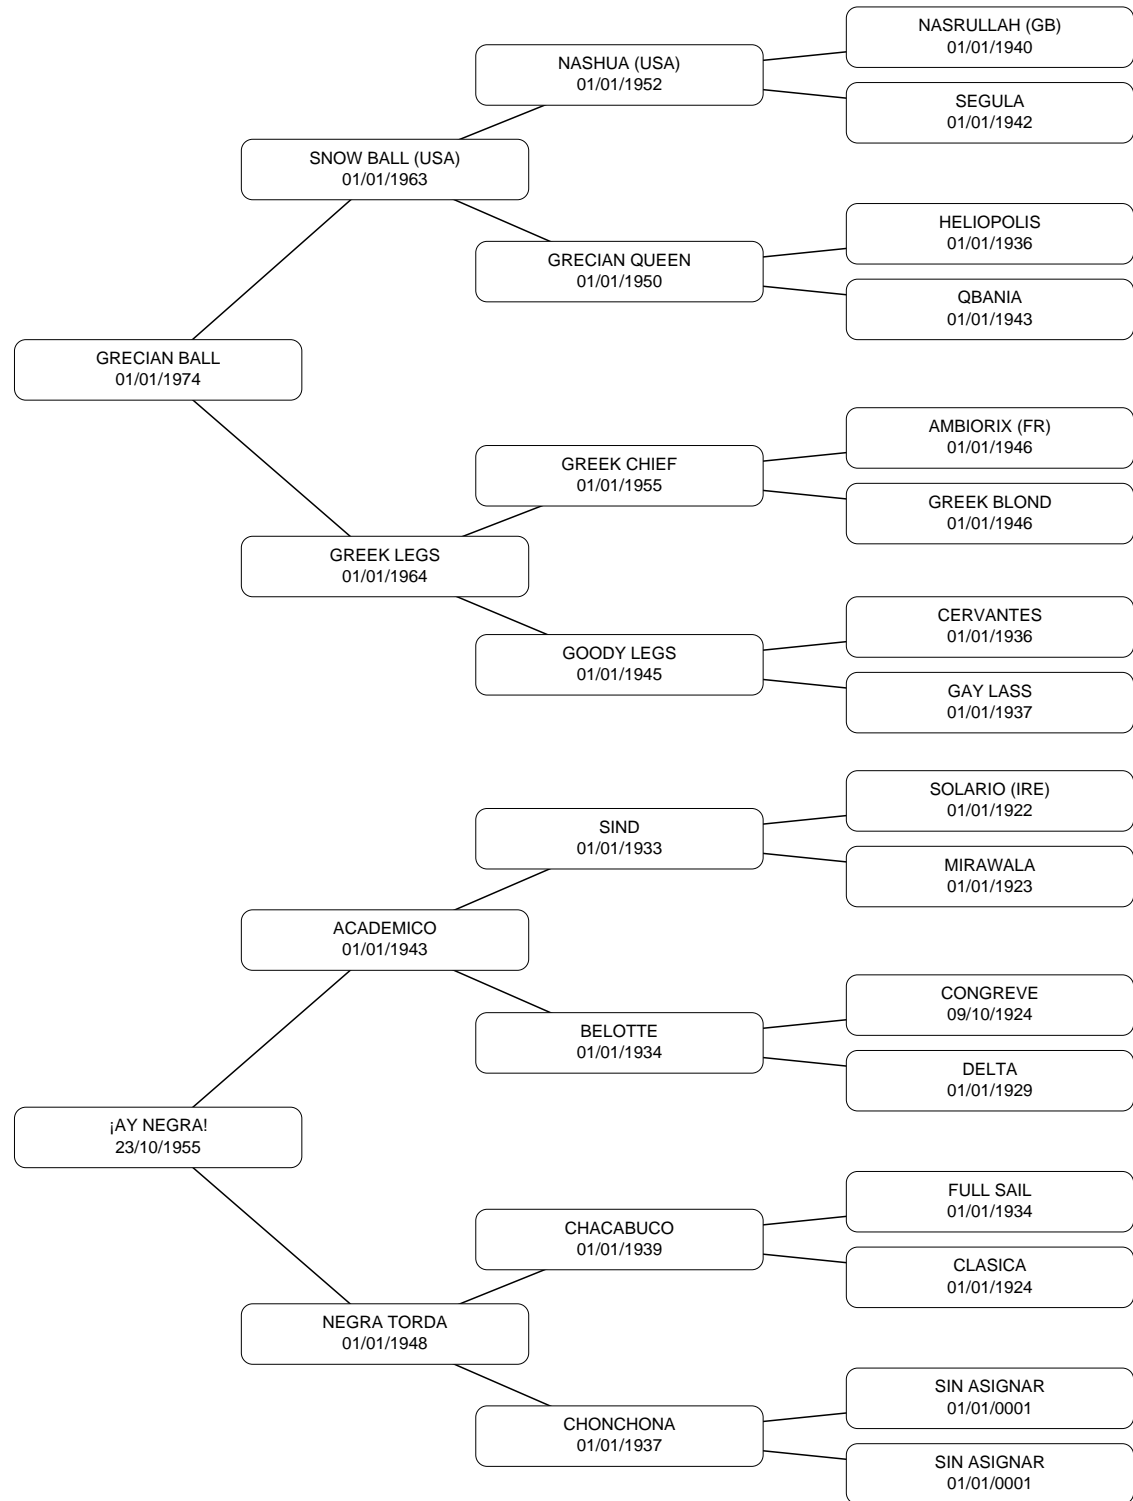 NASRULLAH (GB)
01/01/1940
NASHUA (USA)
01/01/1952
SEGULA
01/01/1942
SNOW BALL (USA)
01/01/1963
HELIOPOLIS
01/01/1936
GRECIAN QUEEN
01/01/1950
QBANIA
01/01/1943
GRECIAN BALL
01/01/1974
AMBIORIX (FR)
01/01/1946
GREEK CHIEF
01/01/1955
GREEK BLOND
01/01/1946
GREEK LEGS
01/01/1964
CERVANTES
01/01/1936
GOODY LEGS
01/01/1945
GAY LASS
01/01/1937
SOLARIO (IRE)
01/01/1922
SIND
01/01/1933
MIRAWALA
01/01/1923
ACADEMICO
01/01/1943
CONGREVE
09/10/1924
BELOTTE
01/01/1934
DELTA
01/01/1929
¡AY NEGRA!
23/10/1955
FULL SAIL
01/01/1934
CHACABUCO
01/01/1939
CLASICA
01/01/1924
NEGRA TORDA
01/01/1948
SIN ASIGNAR
01/01/0001
CHONCHONA
01/01/1937
SIN ASIGNAR
01/01/0001